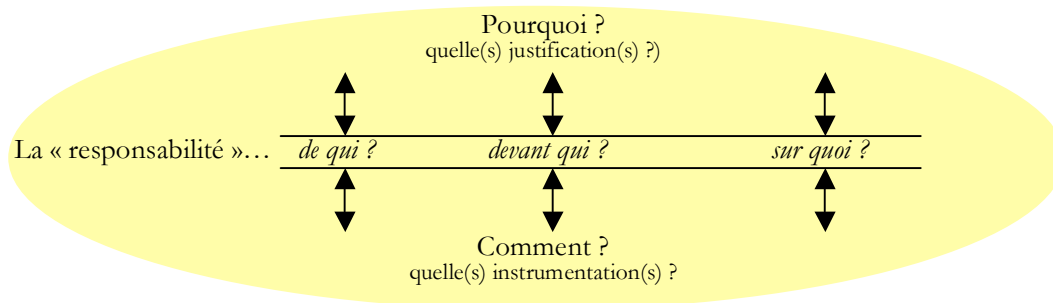 Pourquoi ?
quelle(s) justification(s) ?)
La « responsabilité »… de qui ? devant qui ? sur quoi ?
Comment ?
quelle(s) instrumentation(s) ?